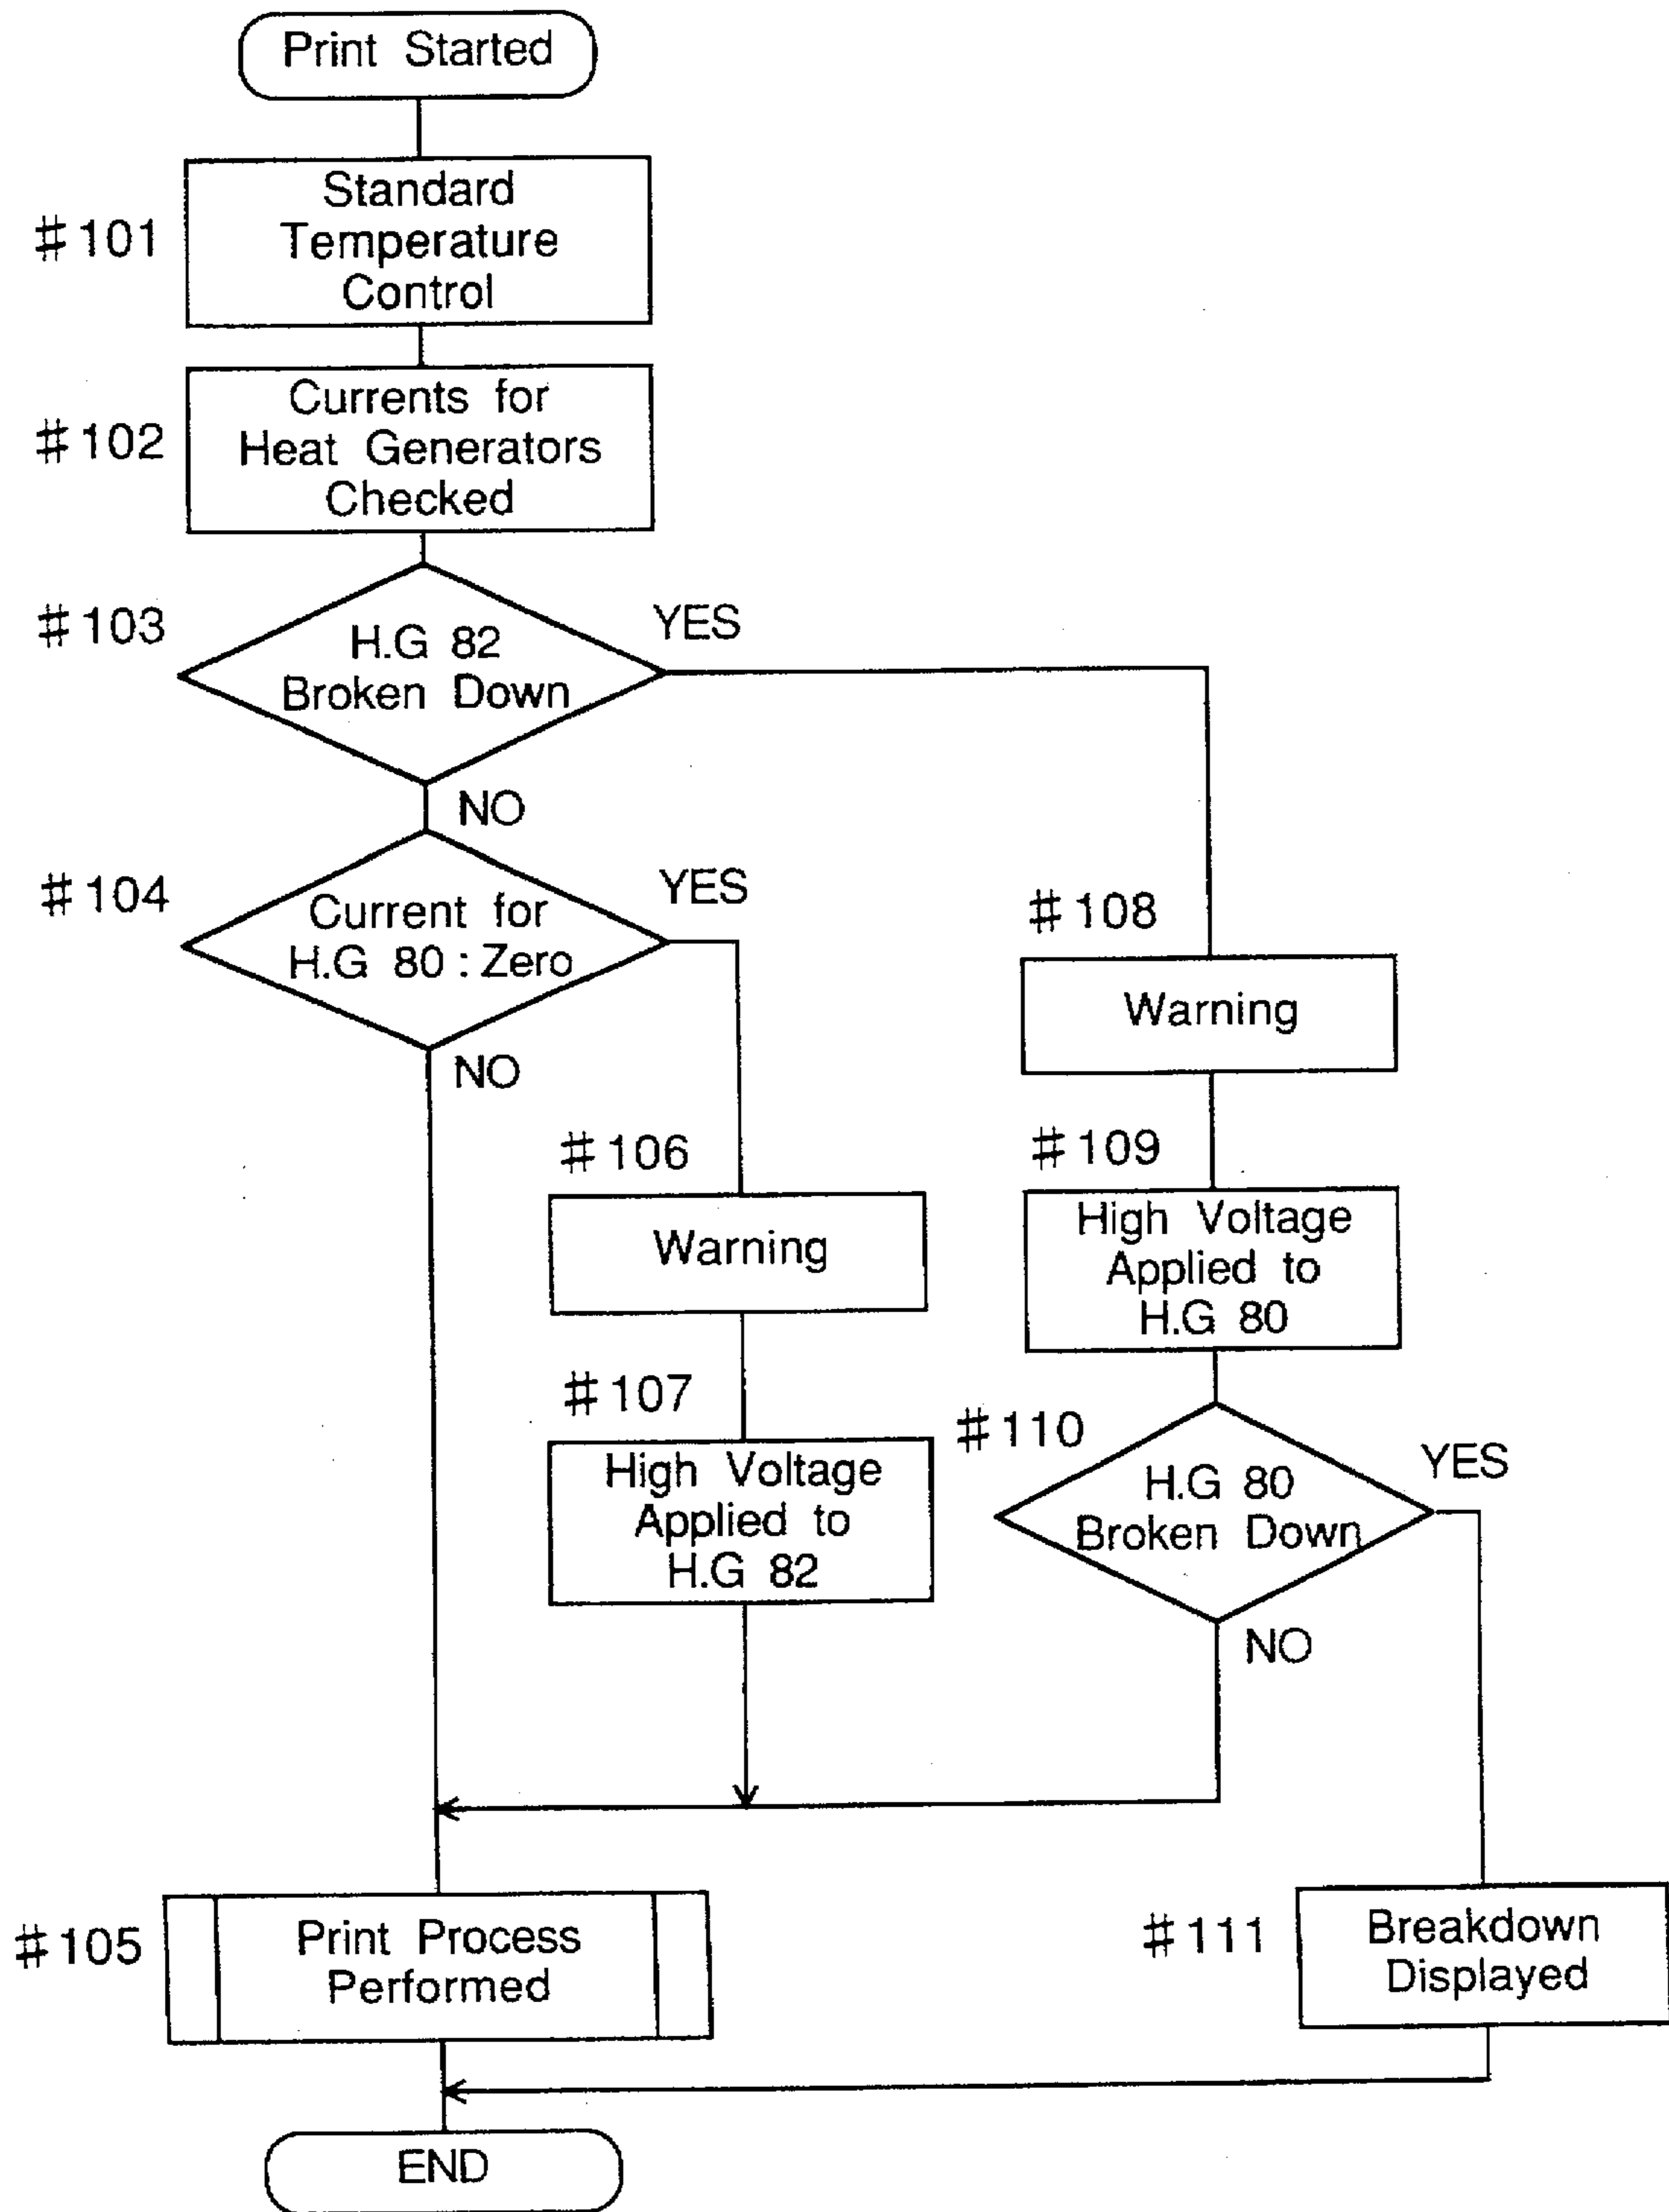 Print Started
#101
Standard
Temperature
Control
#102
Currents for
Heat Generators
Checked
#103
H.G 82
Broken Down
YES
NO
#104
Current for
H.G 80 : Zero
YES
NO
#108
Warning
#109
High Voltage
Applied to
H.G 80
#106
Warning
#107
High Voltage
Applied to
H.G 82
#110
H.G 80
Broken Down
YES
NO
#105
Print Process
Performed
#111
Breakdown
Displayed
END